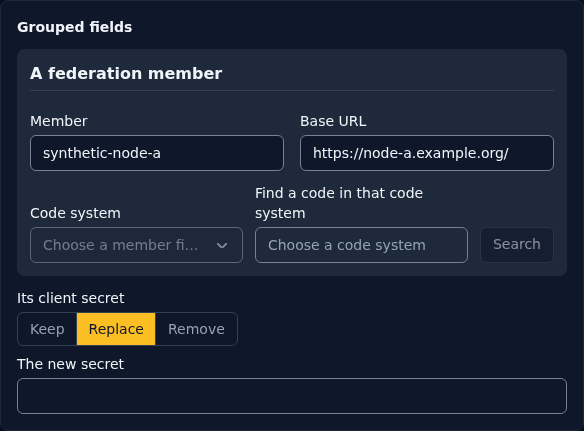 Grouped fields
A federation member
Member
Base URL
synthetic-node-a
https://node-a.example.org/
Code system
Find a code in that code
system
Choose a member fi…
Choose a code system
Search
Its client secret
Keep
Replace
Remove
The new secret